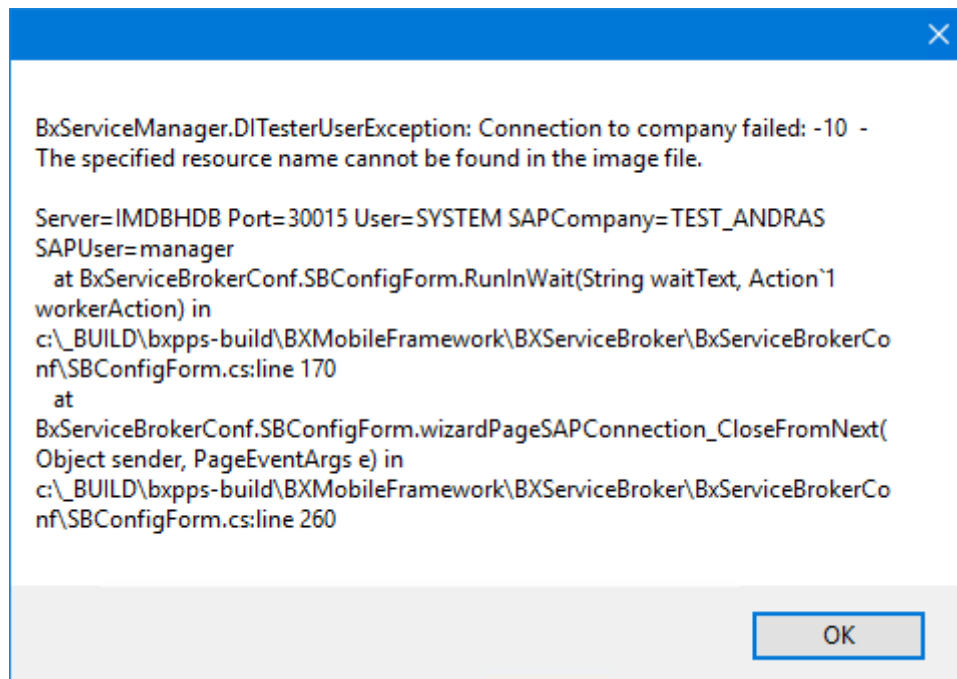 BxServiceManager.DITesterUserException: Connection to company failed: -10  -
The specified resource name cannot be found in the image file.
Server=IMDBHDB Port=30015 User=SYSTEM SAPCompany=TEST_ANDRAS
SAPUser=manager
at BxServiceBrokerConf.SBConfigForm.RunInWait(String waitText, Action`1
workerAction) in
c:\_BUILD\bxpps-build\BXMobileFramework\BXServiceBroker\BxServiceBrokerCo
nf\SBConfigForm.cs:line 170
at
BxServiceBrokerConf.SBConfigForm.wizardPageSAPConnection_CloseFromNext(
Object sender, PageEventArgs e) in
c:\_BUILD\bxpps-build\BXMobileFramework\BXServiceBroker\BxServiceBrokerCo
nf\SBConfigForm.cs:line 260
OK